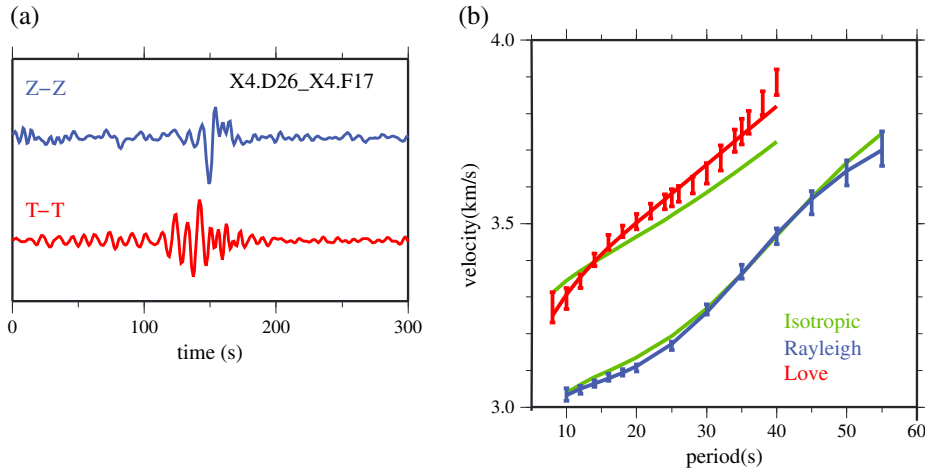 (a)
Z−Z
X4.D26_X4.F17
T−T
0 100 200 300
time (s)
(b)
4.0
3.5
3.0
velocity(km/s)
Isotropic
Rayleigh
Love
10 20 30 40 50 60
period(s)